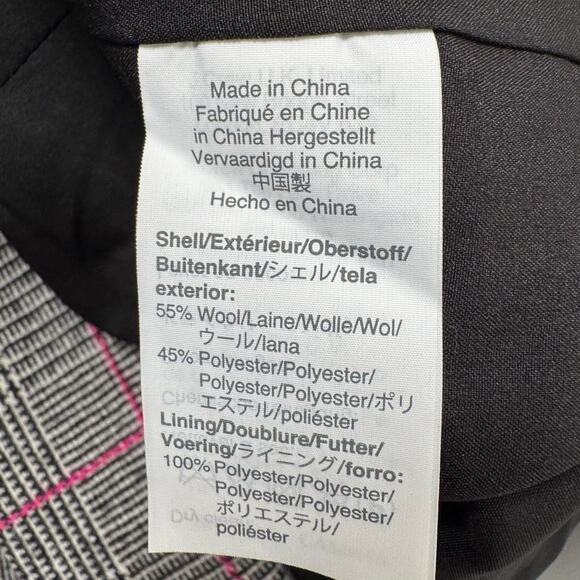 Made in China
Fabriqué en Chine
in China Hergestellt
Vervaardigd in China
中国製
Hecho en China
Shell/Extérieur/Oberstoff/
Buitenkant/シェル/tela
exterior:
55% Wool/Laine/Wolle/Wol/
ウール/lana
45% Polyester/Polyester/
Polyester/Polyester/ポリ
エステル/poliéster
Lining/Doublure/Futter/
Voering/ライニング/forro:
100% Polyester/Polyester/
Polyester/Polyester/
ポリエステル/
poliéster